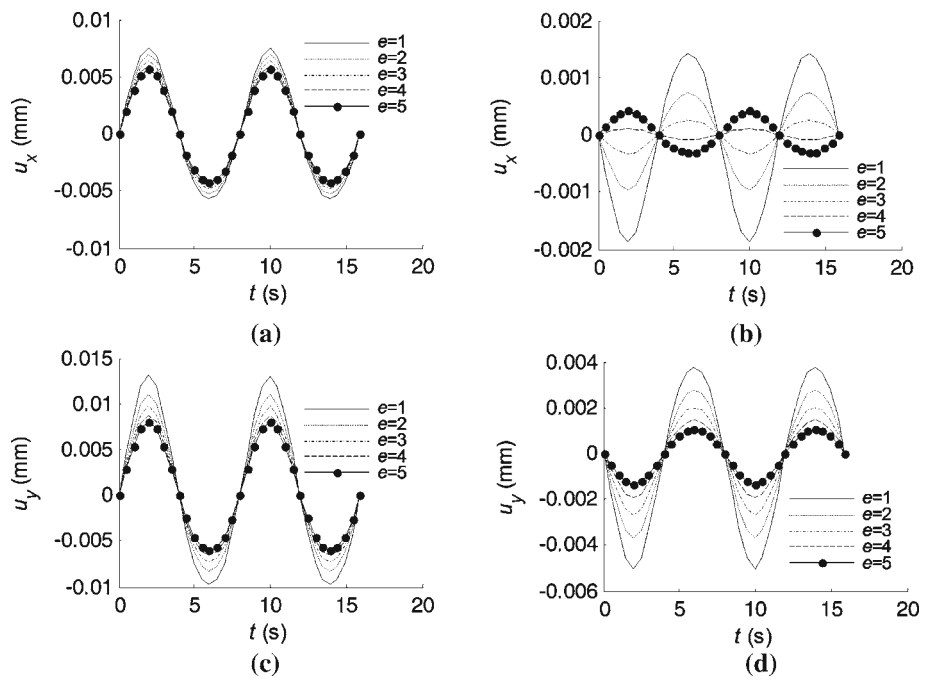 0.01
0.005
0
-0.005
-0.01
u_x (mm)
e=1
e=2
e=3
e=4
e=5
0 5 10 15 20
t (s)
(a)
0.002
0.001
0
-0.001
-0.002
u_x (mm)
e=1
e=2
e=3
e=4
e=5
0 5 10 15 20
t (s)
(b)
0.015
0.01
0.005
0
-0.005
-0.01
u_y (mm)
e=1
e=2
e=3
e=4
e=5
0 5 10 15 20
t (s)
(c)
0.004
0.002
0
-0.002
-0.004
-0.006
u_y (mm)
e=1
e=2
e=3
e=4
e=5
0 5 10 15 20
t (s)
(d)